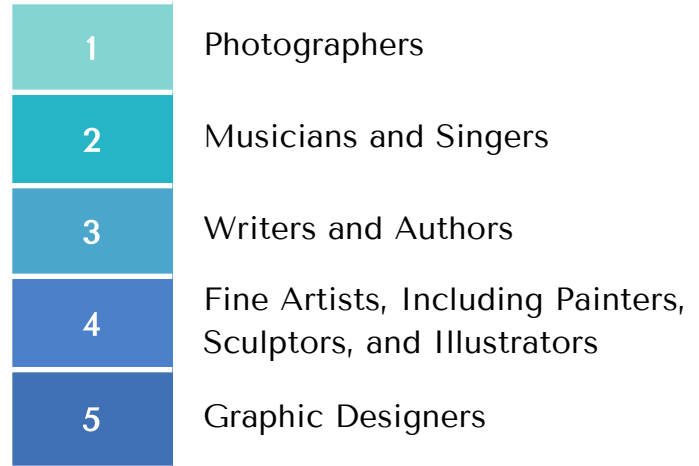 1 Photographers
2 Musicians and Singers
3 Writers and Authors
4 Fine Artists, Including Painters,
Sculptors, and Illustrators
5 Graphic Designers